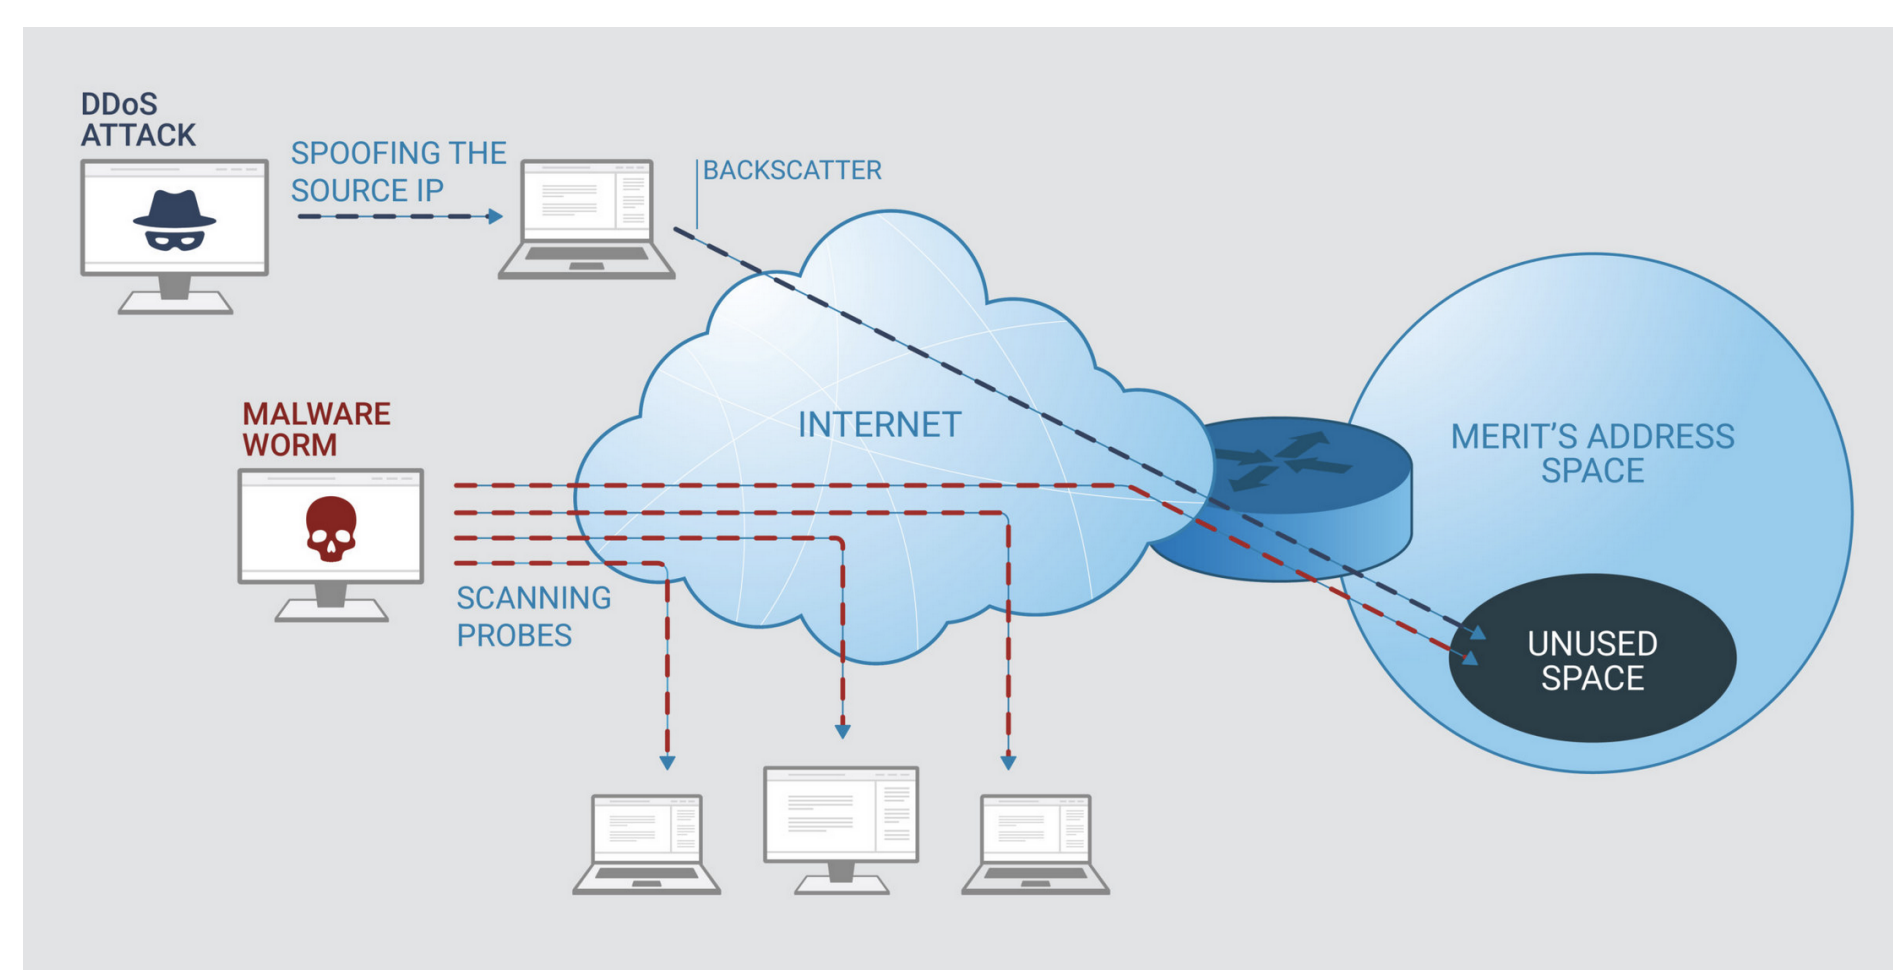 DDoS
ATTACK
SPOOFING THE
SOURCE IP
BACKSCATTER
INTERNET
MERIT'S ADDRESS
SPACE
MALWARE
WORM
SCANNING
PROBES
UNUSED
SPACE